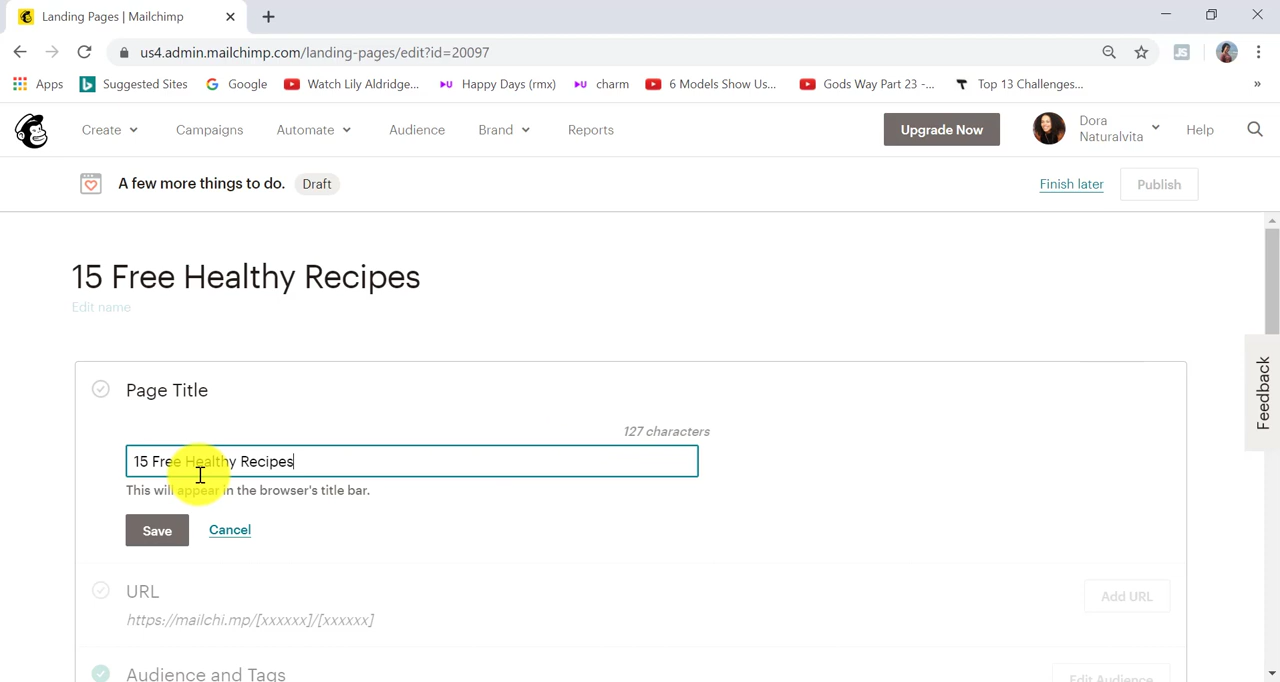 Landing Pages | Mailchimp
us4.admin.mailchimp.com/landing-pages/edit?id=20097
Apps Suggested Sites Google Watch Lily Aldridge... Happy Days (rmx) charm 6 Models Show Us... Gods Way Part 23 -... Top 13 Challenges... »
Create Campaigns Automate Audience Brand Reports Upgrade Now Dora Naturalvita Help
A few more things to do. Draft Finish later Publish
15 Free Healthy Recipes
Edit name
Page Title
127 characters
15 Free Healthy Recipes
This will appear in the browser's title bar.
Save Cancel
URL
https://mailchi.mp/[xxxxxx]/[xxxxxx]
Add URL
Audience and Tags
Edit Audience
Feedback
JS